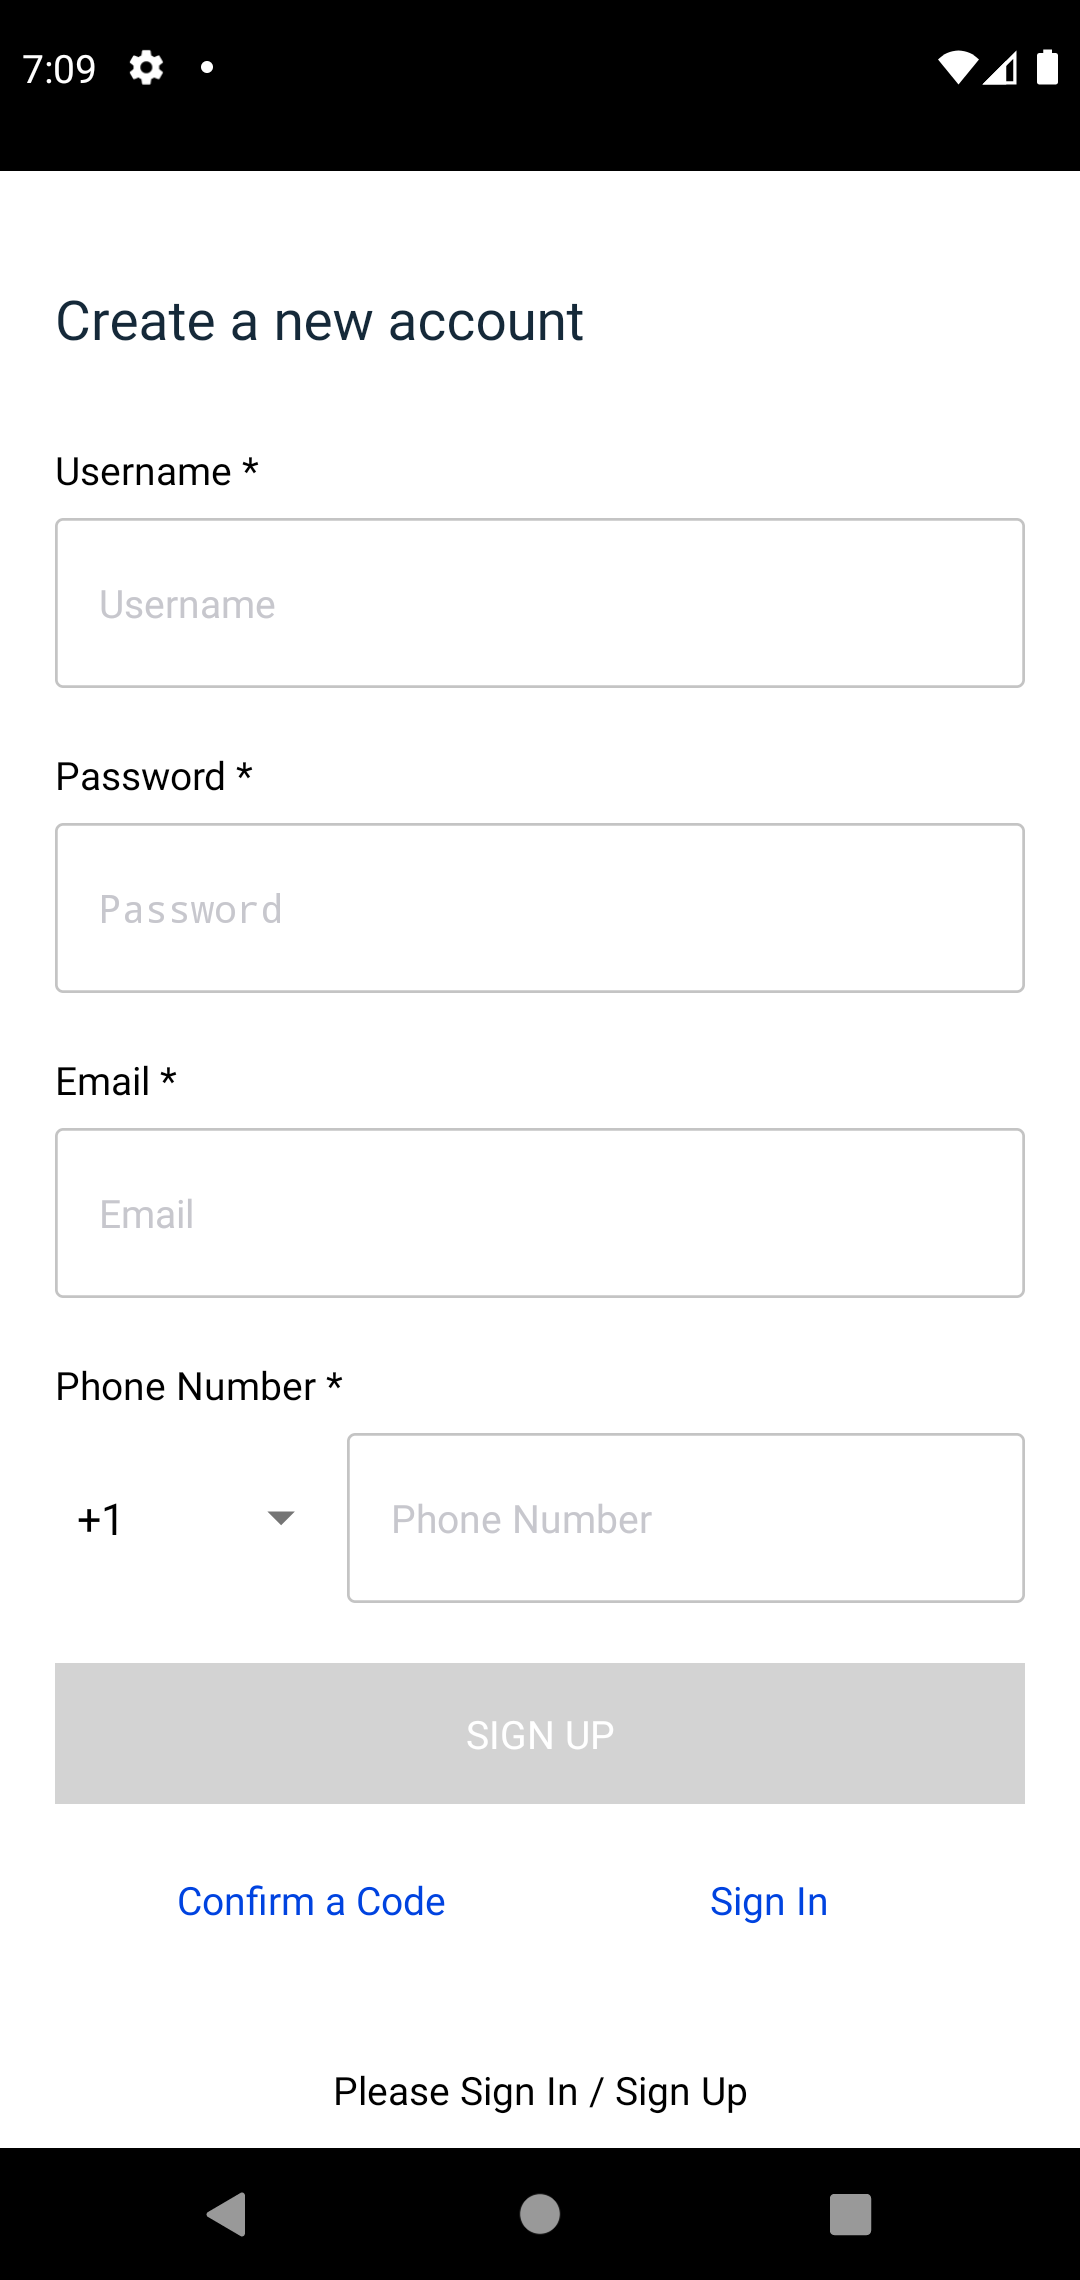 7:09
Create a new account
Username *
Username
Password *
Password
Email *
Email
Phone Number *
+1
Phone Number
SIGN UP
Confirm a Code
Sign In
Please Sign In / Sign Up